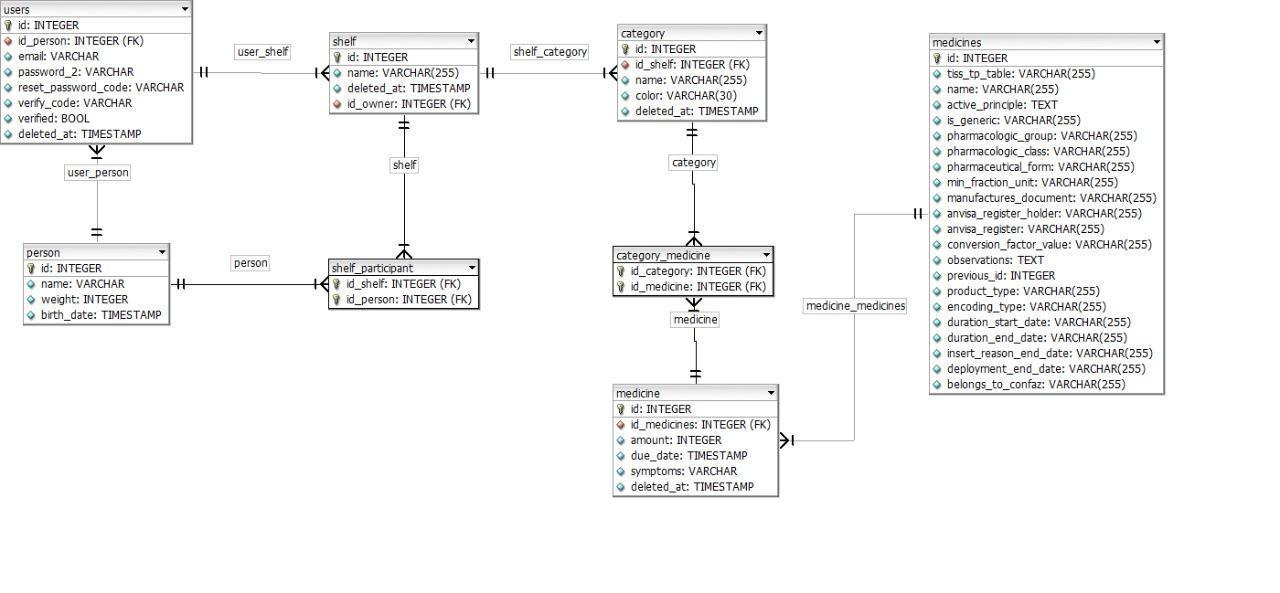 users
id: INTEGER
id_person: INTEGER (FK)
email: VARCHAR
password_2: VARCHAR
reset_password_code: VARCHAR
verify_code: VARCHAR
verified: BOOL
deleted_at: TIMESTAMP
user_shelf
shelf
id: INTEGER
name: VARCHAR(255)
deleted_at: TIMESTAMP
id_owner: INTEGER (FK)
shelf_category
category
id: INTEGER
id_shelf: INTEGER (FK)
name: VARCHAR(255)
color: VARCHAR(30)
deleted_at: TIMESTAMP
medicines
id: INTEGER
tiss_tp_table: VARCHAR(255)
name: VARCHAR(255)
active_principle: TEXT
is_generic: VARCHAR(255)
pharmacologic_group: VARCHAR(255)
pharmacologic_class: VARCHAR(255)
pharmaceutical_form: VARCHAR(255)
min_fraction_unit: VARCHAR(255)
manufactures_document: VARCHAR(255)
anvisa_register_holder: VARCHAR(255)
anvisa_register: VARCHAR(255)
conversion_factor_value: VARCHAR(255)
observations: TEXT
previous_id: INTEGER
product_type: VARCHAR(255)
encoding_type: VARCHAR(255)
duration_start_date: VARCHAR(255)
duration_end_date: VARCHAR(255)
insert_reason_end_date: VARCHAR(255)
deployment_end_date: VARCHAR(255)
belongs_to_confaz: VARCHAR(255)
user_person
shelf
category
person
id: INTEGER
name: VARCHAR
weight: INTEGER
birth_date: TIMESTAMP
person
shelf_participant
id_shelf: INTEGER (FK)
id_person: INTEGER (FK)
category_medicine
id_category: INTEGER (FK)
id_medicine: INTEGER (FK)
medicine
medicine_medicines
medicine
id: INTEGER
id_medicines: INTEGER (FK)
amount: INTEGER
due_date: TIMESTAMP
symptoms: VARCHAR
deleted_at: TIMESTAMP